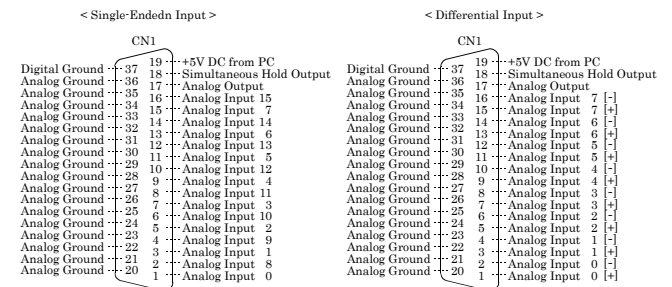 < Single-Endedn Input >
CN1
19 +5V DC from PC
Digital Ground 37
18 Simultaneous Hold Output
Analog Ground 36
17 Analog Output
Analog Ground 35
16 Analog Input 15
Analog Ground 34
15 Analog Input 7
Analog Ground 33
14 Analog Input 14
Analog Ground 32
13 Analog Input 6
Analog Ground 31
12 Analog Input 13
Analog Ground 30
11 Analog Input 5
Analog Ground 29
10 Analog Input 12
Analog Ground 28
9 Analog Input 4
Analog Ground 27
8 Analog Input 11
Analog Ground 26
7 Analog Input 3
Analog Ground 25
6 Analog Input 10
Analog Ground 24
5 Analog Input 2
Analog Ground 23
4 Analog Input 9
Analog Ground 22
3 Analog Input 1
Analog Ground 21
2 Analog Input 8
Analog Ground 20
1 Analog Input 0
< Differential Input >
CN1
19 +5V DC from PC
Digital Ground 37
18 Simultaneous Hold Output
Analog Ground 36
17 Analog Output
Analog Ground 35
16 Analog Input 7 [-]
Analog Ground 34
15 Analog Input 7 [+]
Analog Ground 33
14 Analog Input 6 [-]
Analog Ground 32
13 Analog Input 6 [+]
Analog Ground 31
12 Analog Input 5 [-]
Analog Ground 30
11 Analog Input 5 [+]
Analog Ground 29
10 Analog Input 4 [-]
Analog Ground 28
9 Analog Input 4 [+]
Analog Ground 27
8 Analog Input 3 [-]
Analog Ground 26
7 Analog Input 3 [+]
Analog Ground 25
6 Analog Input 2 [-]
Analog Ground 24
5 Analog Input 2 [+]
Analog Ground 23
4 Analog Input 1 [-]
Analog Ground 22
3 Analog Input 1 [+]
Analog Ground 21
2 Analog Input 0 [-]
Analog Ground 20
1 Analog Input 0 [+]